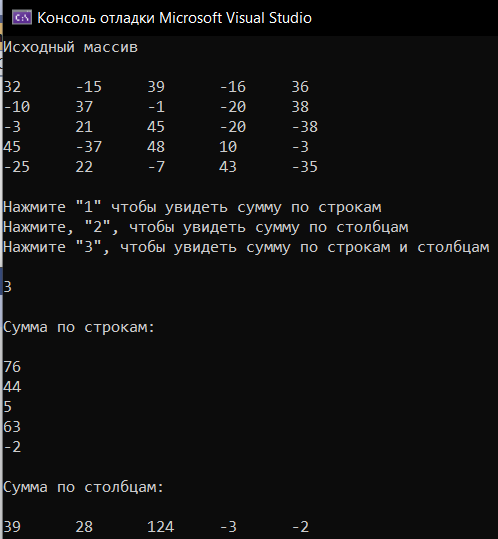 Консоль отладки Microsoft Visual Studio
Исходный массив
32 -15 39 -16 36
-10 37 -1 -20 38
-3 21 45 -20 -38
45 -37 48 10 -3
-25 22 -7 43 -35
Нажмите "1" чтобы увидеть сумму по строкам
Нажмите, "2", чтобы увидеть сумму по столбцам
Нажмите "3", чтобы увидеть сумму по строкам и столбцам
3
Сумма по строкам:
76
44
5
63
-2
Сумма по столбцам:
39 28 124 -3 -2